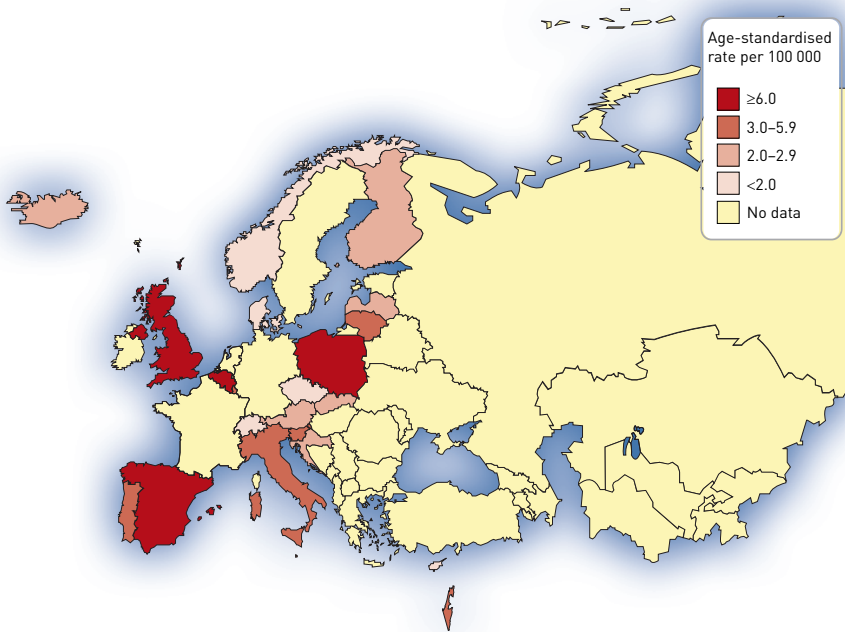 Age-standardised
rate per 100 000
≥6.0
3.0–5.9
2.0–2.9
<2.0
No data